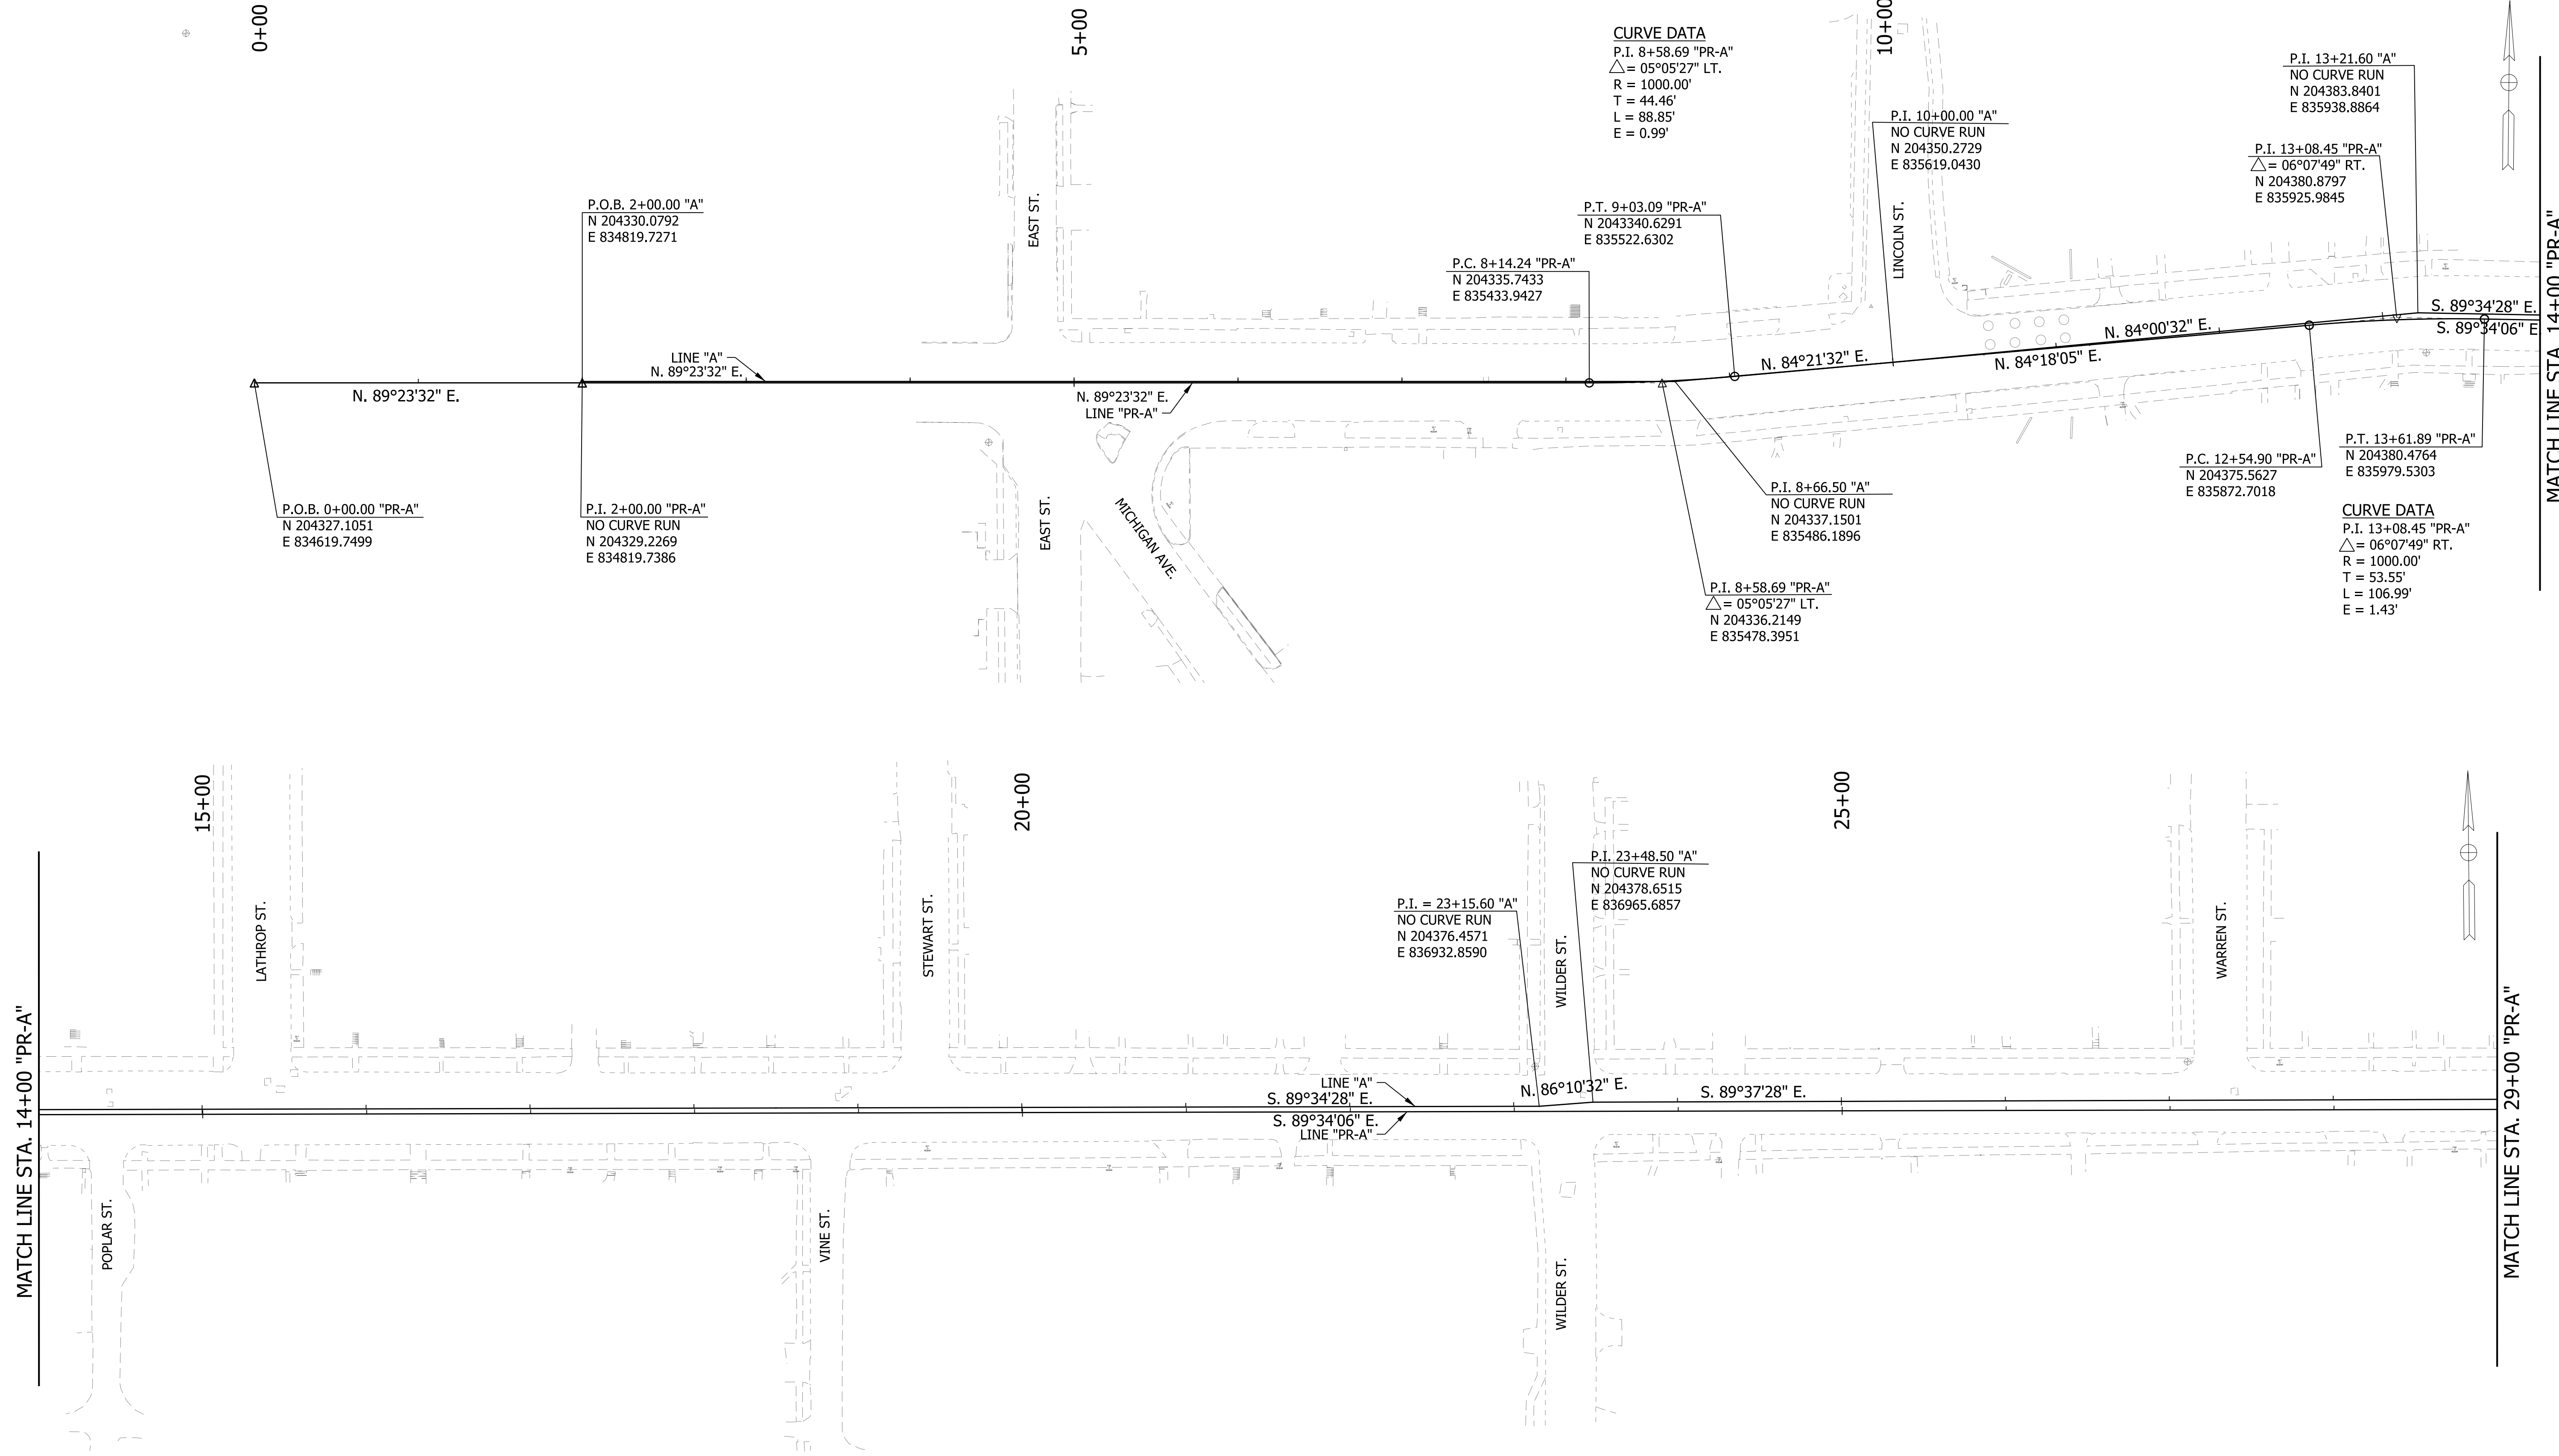 0+00
5+00
10+00
CURVE DATA
P.I. 8+58.69 "PR-A"
△= 05°05'27" LT.
R = 1000.00'
T = 44.46'
L = 88.85'
E = 0.99'
P.I. 13+21.60 "A"
NO CURVE RUN
N 204383.8401
E 835938.8864
P.I. 10+00.00 "A"
NO CURVE RUN
N 204350.2729
E 835619.0430
P.I. 13+08.45 "PR-A"
△= 06°07'49" RT.
N 204380.8797
E 835925.9845
P.O.B. 2+00.00 "A"
N 204330.0792
E 834819.7271
EAST ST.
P.T. 9+03.09 "PR-A"
N 2043340.6291
E 835522.6302
LINCOLN ST.
P.C. 8+14.24 "PR-A"
N 204335.7433
E 835433.9427
MATCH LINE STA. 14+00 "PR-A"
S. 89°34'28" E.
S. 89°34'06" E.
N. 84°00'32" E.
N. 84°21'32" E.
N. 84°18'05" E.
LINE "A"
N. 89°23'32" E.
N. 89°23'32" E.
N. 89°23'32" E.
LINE "PR-A"
P.T. 13+61.89 "PR-A"
N 204380.4764
E 835979.5303
P.C. 12+54.90 "PR-A"
N 204375.5627
E 835872.7018
P.O.B. 0+00.00 "PR-A"
N 204327.1051
E 834619.7499
P.I. 2+00.00 "PR-A"
NO CURVE RUN
N 204329.2269
E 834819.7386
EAST ST.
MICHIGAN AVE.
P.I. 8+66.50 "A"
NO CURVE RUN
N 204337.1501
E 835486.1896
CURVE DATA
P.I. 13+08.45 "PR-A"
△= 06°07'49" RT.
R = 1000.00'
T = 53.55'
L = 106.99'
E = 1.43'
P.I. 8+58.69 "PR-A"
△= 05°05'27" LT.
N 204336.2149
E 835478.3951
15+00
20+00
25+00
P.I. 23+48.50 "A"
NO CURVE RUN
N 204378.6515
E 836965.6857
P.I. = 23+15.60 "A"
NO CURVE RUN
N 204376.4571
E 836932.8590
LATHROP ST.
STEWART ST.
WILDER ST.
WARREN ST.
MATCH LINE STA. 14+00 "PR-A"
LINE "A"
S. 89°34'28" E.
N. 86°10'32" E.
S. 89°37'28" E.
S. 89°34'06" E.
LINE "PR-A"
MATCH LINE STA. 29+00 "PR-A"
POPLAR ST.
VINE ST.
WILDER ST.